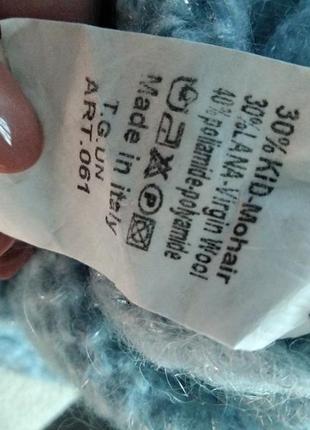 30% KID-Mohair
30% LANA-Virgin Wool
40% poliamide-polyamide
P
Made in Italy
T.G. UN
ART. 061